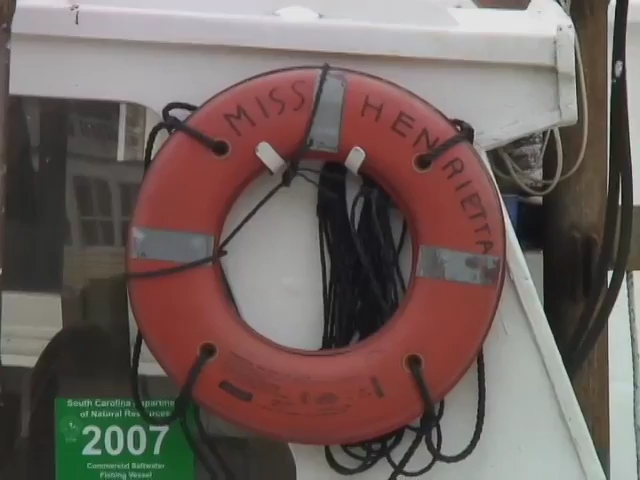 MISS HENRIETTA
South Carolina Department
of Natural Resources
2007
Commercial Saltwater
Fishing Vessel